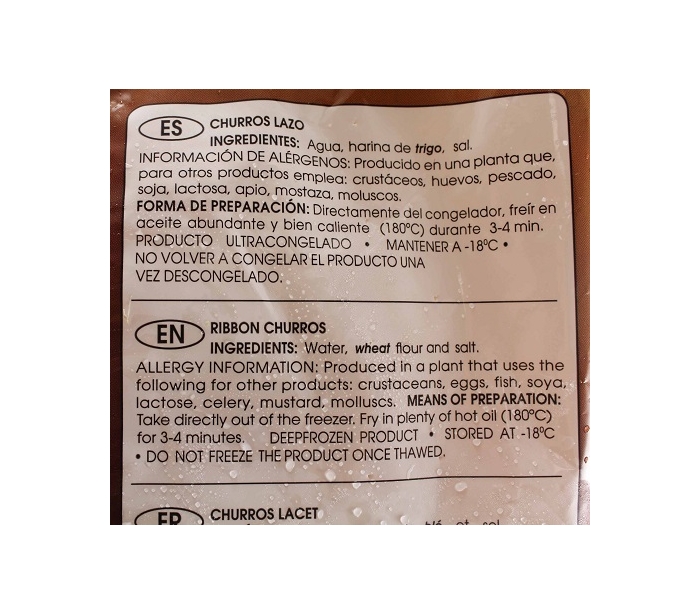 ES CHURROS LAZO
INGREDIENTES: Agua, harina de trigo, sal.
INFORMACIÓN DE ALÉRGENOS: Producido en una planta que,
para otros productos emplea: crustáceos, huevos, pescado,
soja, lactosa, apio, mostaza, moluscos.
FORMA DE PREPARACIÓN: Directamente del congelador, freír en
aceite abundante y bien caliente (180ºC) durante 3-4 min.
PRODUCTO ULTRACONGELADO • MANTENER A -18ºC •
NO VOLVER A CONGELAR EL PRODUCTO UNA
VEZ DESCONGELADO.
EN RIBBON CHURROS
INGREDIENTS: Water, wheat flour and salt.
ALLERGY INFORMATION: Produced in a plant that uses the
following for other products: crustaceans, eggs, fish, soya,
lactose, celery, mustard, molluscs. MEANS OF PREPARATION:
Take directly out of the freezer. Fry in plenty of hot oil (180ºC)
for 3-4 minutes. DEEPFROZEN PRODUCT • STORED AT -18ºC
• DO NOT FREEZE THE PRODUCT ONCE THAWED.
FR CHURROS LACET